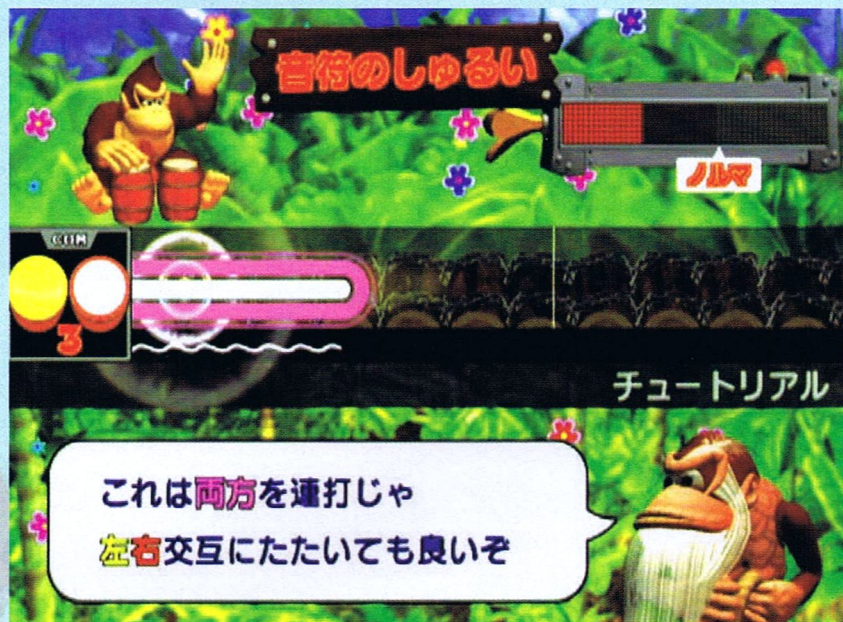 音符のしゅるい
ノルマ
COM
3
チュートリアル
これは両方を連打じゃ
左右交互にたたいても良いぞ